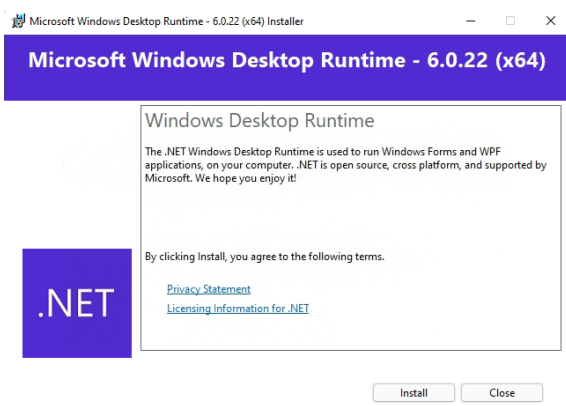 Microsoft Windows Desktop Runtime - 6.0.22 (x64) Installer
Microsoft Windows Desktop Runtime - 6.0.22 (x64)
Windows Desktop Runtime
The .NET Windows Desktop Runtime is used to run Windows Forms and WPF
applications, on your computer. .NET is open source, cross platform, and supported by
Microsoft. We hope you enjoy it!
By clicking Install, you agree to the following terms.
Privacy Statement
.NET
Licensing Information for .NET
Install
Close